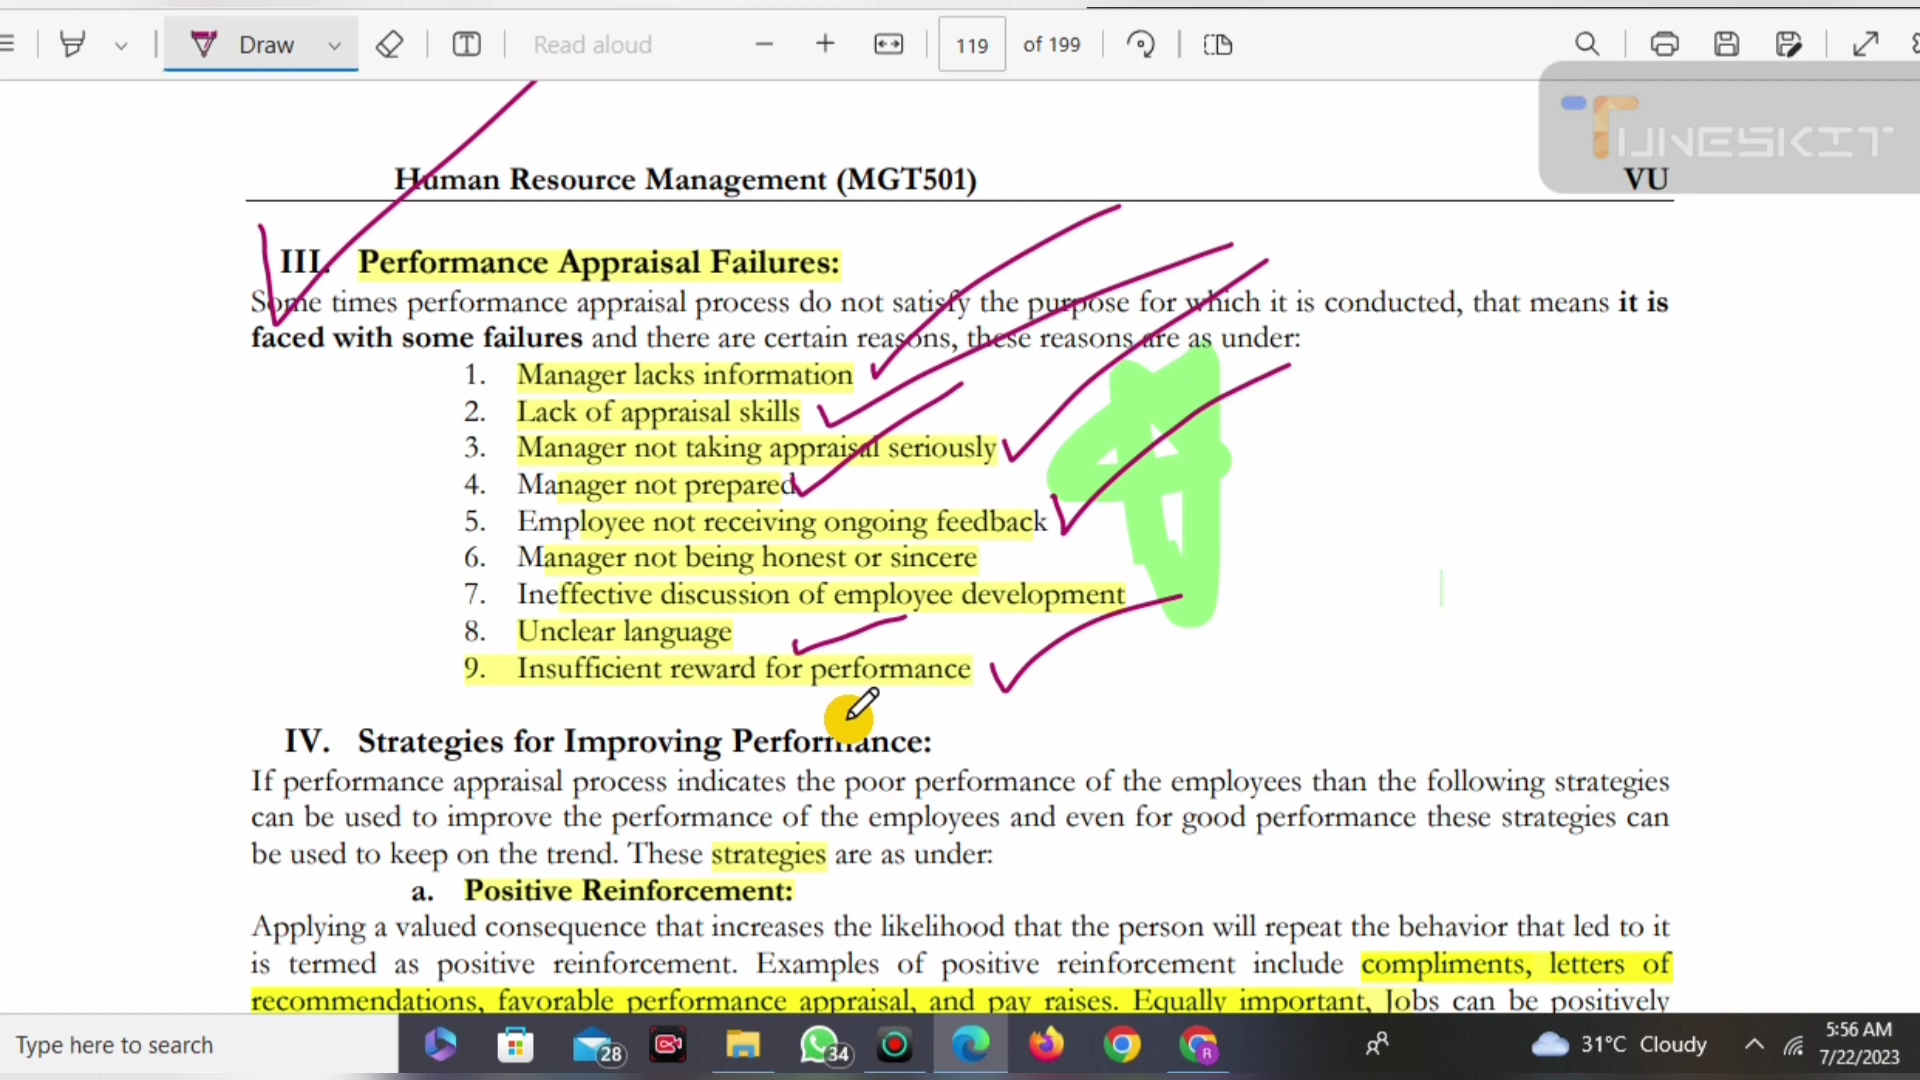 Draw
Read aloud
119 of 199
TUNESKIT
Human Resource Management (MGT501) VU
III. Performance Appraisal Failures:
Some times performance appraisal process do not satisfy the purpose for which it is conducted, that means it is
faced with some failures and there are certain reasons, these reasons are as under:
1. Manager lacks information
2. Lack of appraisal skills
3. Manager not taking appraisal seriously
4. Manager not prepared
5. Employee not receiving ongoing feedback
6. Manager not being honest or sincere
7. Ineffective discussion of employee development
8. Unclear language
9. Insufficient reward for performance
IV. Strategies for Improving Performance:
If performance appraisal process indicates the poor performance of the employees than the following strategies
can be used to improve the performance of the employees and even for good performance these strategies can
be used to keep on the trend. These strategies are as under:
a. Positive Reinforcement:
Applying a valued consequence that increases the likelihood that the person will repeat the behavior that led to it
is termed as positive reinforcement. Examples of positive reinforcement include compliments, letters of
recommendations, favorable performance appraisal, and pay raises. Equally important, Jobs can be positively
Type here to search
28
34
R
31°C Cloudy
5:56 AM
7/22/2023